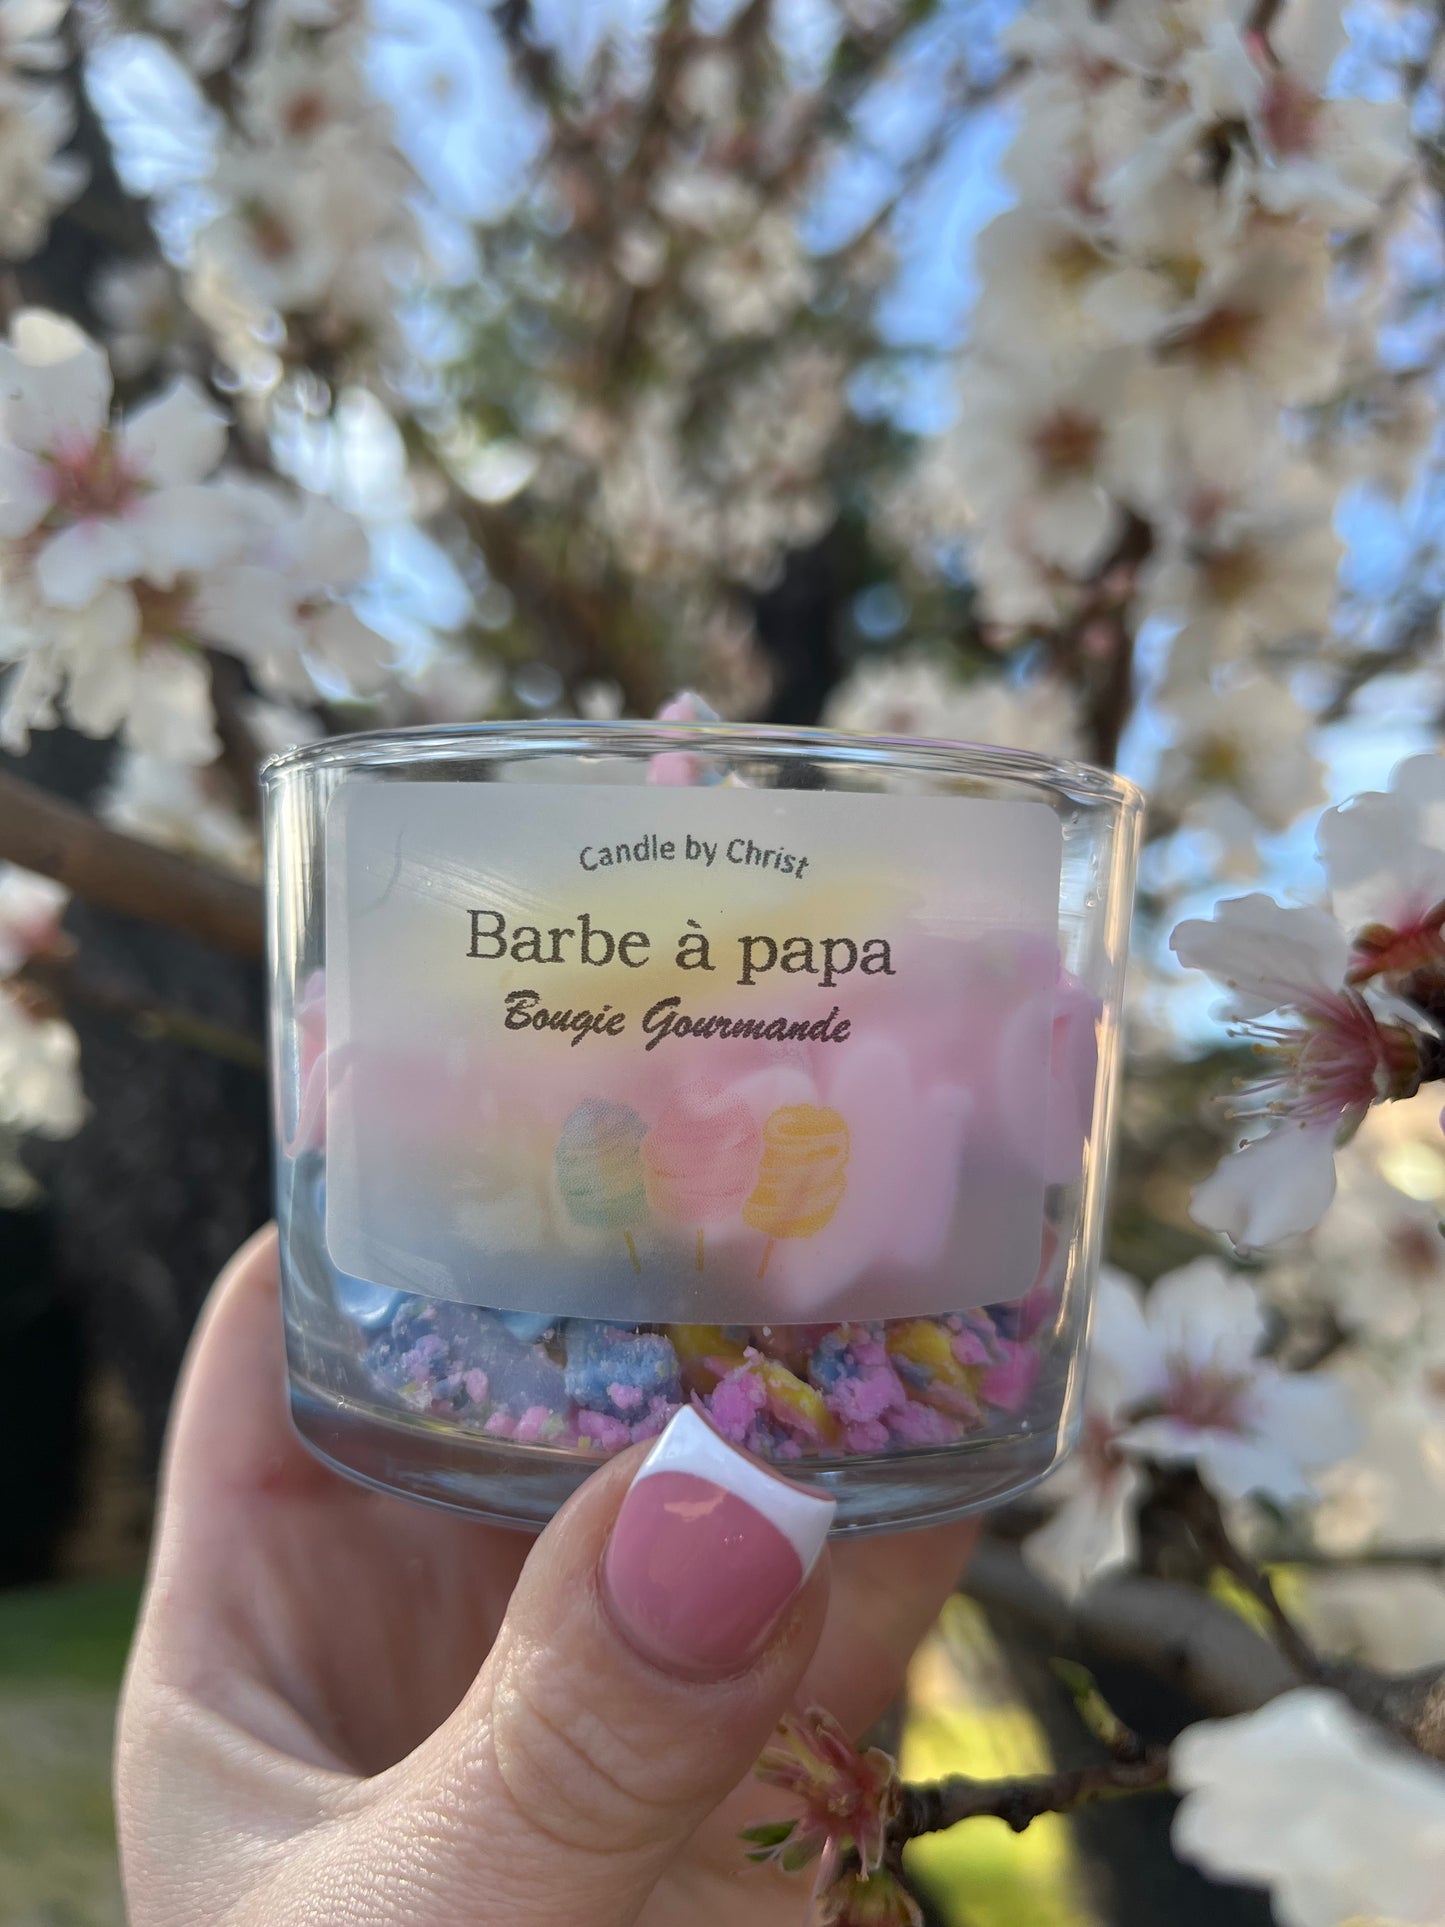 Candle by Christ
Barbe à papa
Bougie Gourmande